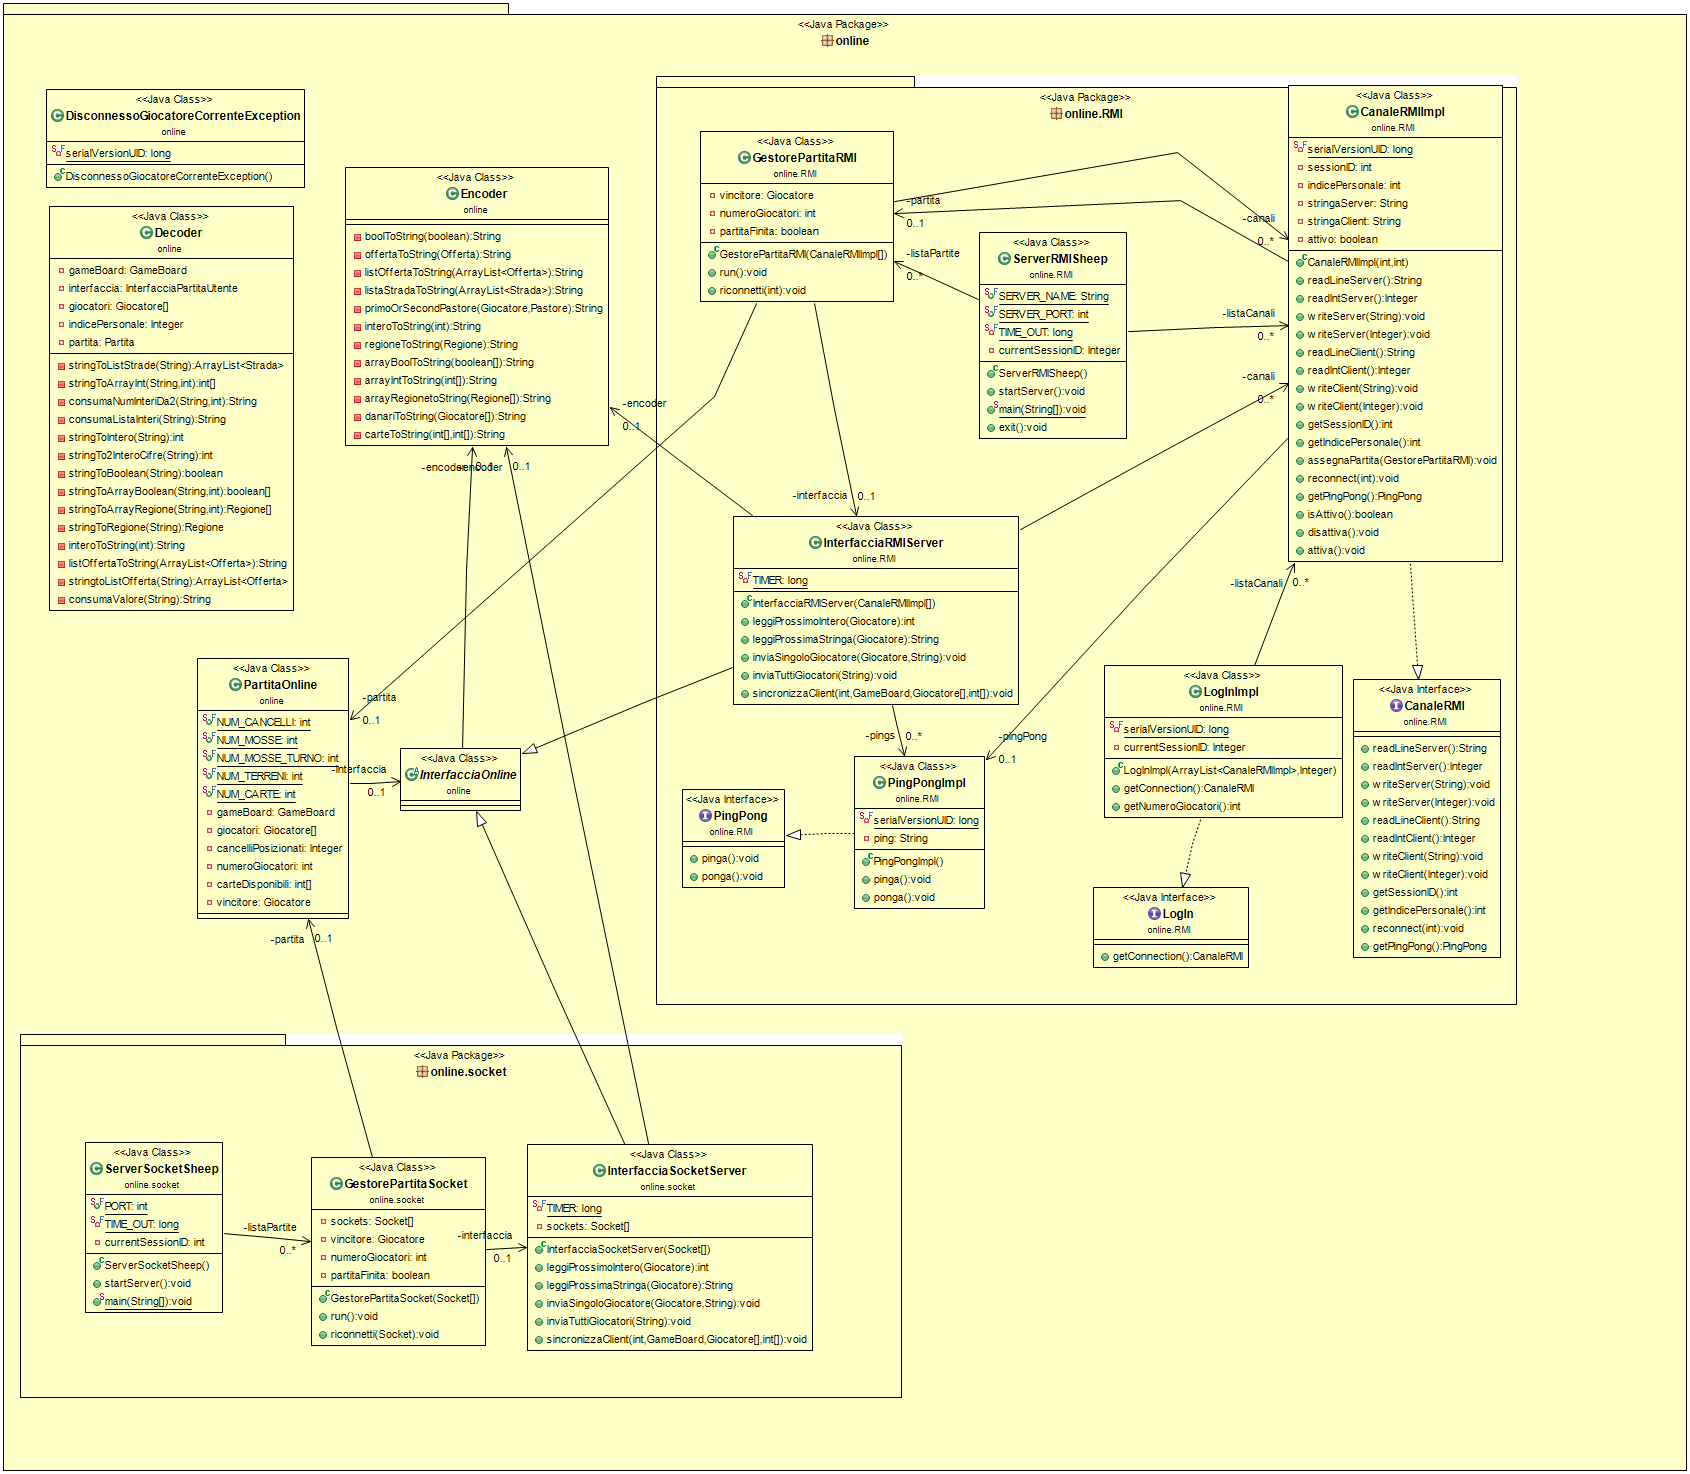 <<Java Package>>
online
<<Java Class>>
DisconnessoGiocatoreCorrenteException
online
serialVersionUID: long
DisconnessoGiocatoreCorrenteException()
<<Java Class>>
Decoder
online
gameBoard: GameBoard
interfaccia: InterfacciaPartitaUtente
giocatori: Giocatore[]
indicePersonale: Integer
partita: Partita
stringToListStrade(String):ArrayList<Strada>
stringToArrayInt(String,int):int[]
consumaNumInteriDa2(String,int):String
consumaListaInteri(String):String
stringToIntero(String):int
stringTo2InteroCifre(String):int
stringToBoolean(String):boolean
stringToArrayBoolean(String,int):boolean[]
stringToArrayRegione(String,int):Regione[]
stringToRegione(String):Regione
interoToString(int):String
listOffertaToString(ArrayList<Offerta>):String
stringtoListOfferta(String):ArrayList<Offerta>
consumaValore(String):String
<<Java Class>>
Encoder
online
boolToString(boolean):String
offertaToString(Offerta):String
listOffertaToString(ArrayList<Offerta>):String
listaStradaToString(ArrayList<Strada>):String
primoOrSecondPastore(Giocatore,Pastore):String
interoToString(int):String
regioneToString(Regione):String
arrayBoolToString(boolean[]):String
arrayIntToString(int[]):String
arrayRegionetoString(Regione[]):String
danariToString(Giocatore[]):String
carteToString(int[],int[]):String
-encoder
0..1
-encoder
0..1
-encoder
0..1
<<Java Package>>
online.RMI
<<Java Class>>
GestorePartitaRMI
online.RMI
vincitore: Giocatore
numeroGiocatori: int
partitaFinita: boolean
GestorePartitaRMI(CanaleRMIImpl[])
run():void
riconnetti(int):void
-partita
0..1
-listaPartite
0..*
<<Java Class>>
ServerRMISheep
online.RMI
SERVER_NAME: String
SERVER_PORT: int
TIME_OUT: long
currentSessionID: Integer
ServerRMISheep()
startServer():void
main(String[]):void
exit():void
-canali
0..*
-listaCanali
0..*
-canali
0..*
<<Java Class>>
CanaleRMIImpl
online.RMI
serialVersionUID: long
sessionID: int
indicePersonale: int
stringaServer: String
stringaClient: String
attivo: boolean
CanaleRMIImpl(int,int)
readLineServer():String
readIntServer():Integer
writeServer(String):void
writeServer(Integer):void
readLineClient():String
readIntClient():Integer
writeClient(String):void
writeClient(Integer):void
getSessionID():int
getIndicePersonale():int
assegnaPartita(GestorePartitaRMI):void
reconnect(int):void
getPingPong():PingPong
isAttivo():boolean
disattiva():void
attiva():void
-listaCanali
0..*
-interfaccia
0..1
<<Java Class>>
InterfacciaRMIServer
online.RMI
TIMER: long
InterfacciaRMIServer(CanaleRMIImpl[])
leggiProssimoIntero(Giocatore):int
leggiProssimaStringa(Giocatore):String
inviaSingoloGiocatore(Giocatore,String):void
inviaTuttiGiocatori(String):void
sincronizzaClient(int,GameBoard,Giocatore[],int[]):void
-pings
0..*
-pingPong
0..1
<<Java Class>>
PingPongImpl
online.RMI
serialVersionUID: long
ping: String
PingPongImpl()
pinga():void
ponga():void
<<Java Interface>>
PingPong
online.RMI
pinga():void
ponga():void
<<Java Class>>
LogInImpl
online.RMI
serialVersionUID: long
currentSessionID: Integer
LogInImpl(ArrayList<CanaleRMIImpl>,Integer)
getConnection():CanaleRMI
getNumeroGiocatori():int
<<Java Interface>>
LogIn
online.RMI
getConnection():CanaleRMI
<<Java Interface>>
CanaleRMI
online.RMI
readLineServer():String
readIntServer():Integer
writeServer(String):void
writeServer(Integer):void
readLineClient():String
readIntClient():Integer
writeClient(String):void
writeClient(Integer):void
getSessionID():int
getIndicePersonale():int
reconnect(int):void
getPingPong():PingPong
<<Java Class>>
PartitaOnline
online
NUM_CANCELLI: int
NUM_MOSSE: int
NUM_MOSSE_TURNO: int
NUM_TERRENI: int
NUM_CARTE: int
gameBoard: GameBoard
giocatori: Giocatore[]
cancelliPosizionati: Integer
numeroGiocatori: int
carteDisponibili: int[]
vincitore: Giocatore
-partita
0..1
-interfaccia
0..1
<<Java Class>>
InterfacciaOnline
online
-partita
0..1
<<Java Package>>
online.socket
<<Java Class>>
ServerSocketSheep
online.socket
PORT: int
TIME_OUT: long
currentSessionID: int
ServerSocketSheep()
startServer():void
main(String[]):void
-listaPartite
0..*
<<Java Class>>
GestorePartitaSocket
online.socket
sockets: Socket[]
vincitore: Giocatore
numeroGiocatori: int
partitaFinita: boolean
GestorePartitaSocket(Socket[])
run():void
riconnetti(Socket):void
-interfaccia
0..1
<<Java Class>>
InterfacciaSocketServer
online.socket
TIMER: long
sockets: Socket[]
InterfacciaSocketServer(Socket[])
leggiProssimoIntero(Giocatore):int
leggiProssimaStringa(Giocatore):String
inviaSingoloGiocatore(Giocatore,String):void
inviaTuttiGiocatori(String):void
sincronizzaClient(int,GameBoard,Giocatore[],int[]):void